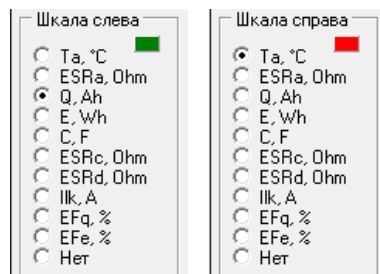 Шкала слева
Ta, °C
ESRa, Ohm
Q, Ah
E, Wh
C, F
ESRc, Ohm
ESRd, Ohm
Ilk, A
EFq, %
EFe, %
Нет
Шкала справа
Ta, °C
ESRa, Ohm
Q, Ah
E, Wh
C, F
ESRc, Ohm
ESRd, Ohm
Ilk, A
EFq, %
EFe, %
Нет